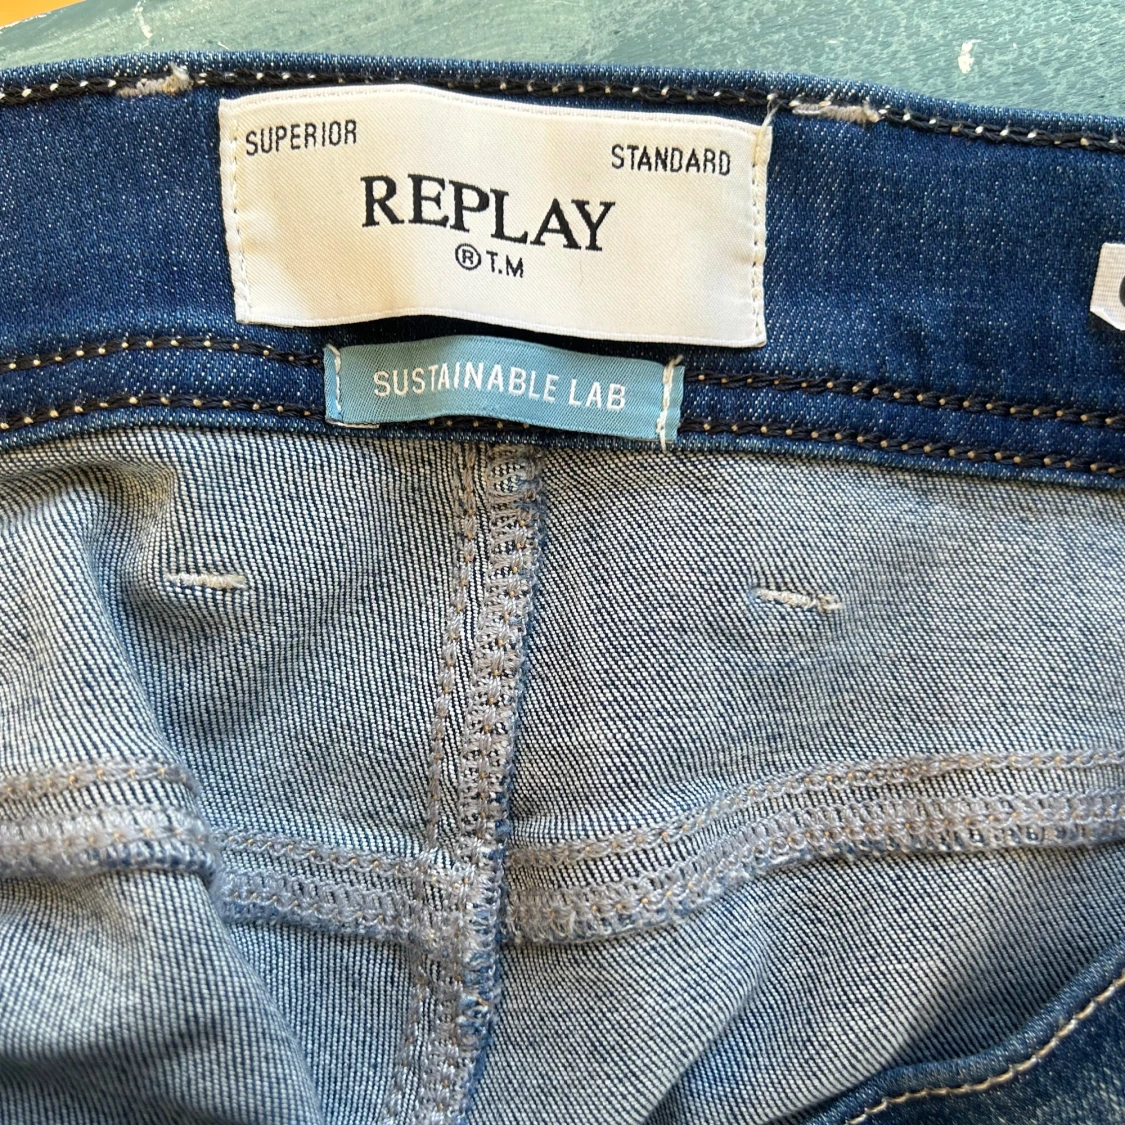 SUPERIOR STANDARD
REPLAY
® T.M
SUSTAINABLE LAB